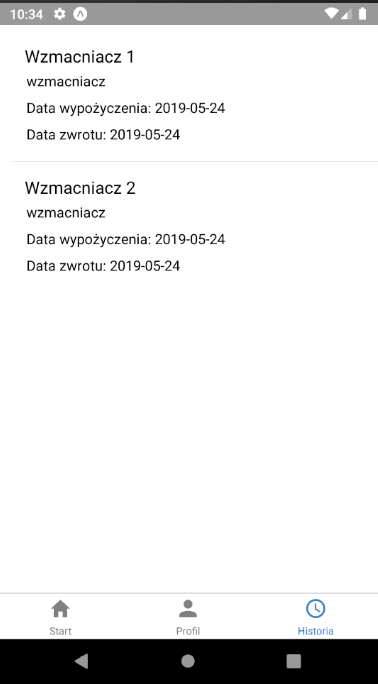 10:34
Wzmacniacz 1
wzmacniacz
Data wypożyczenia: 2019-05-24
Data zwrotu: 2019-05-24
Wzmacniacz 2
wzmacniacz
Data wypożyczenia: 2019-05-24
Data zwrotu: 2019-05-24
Start Profil Historia